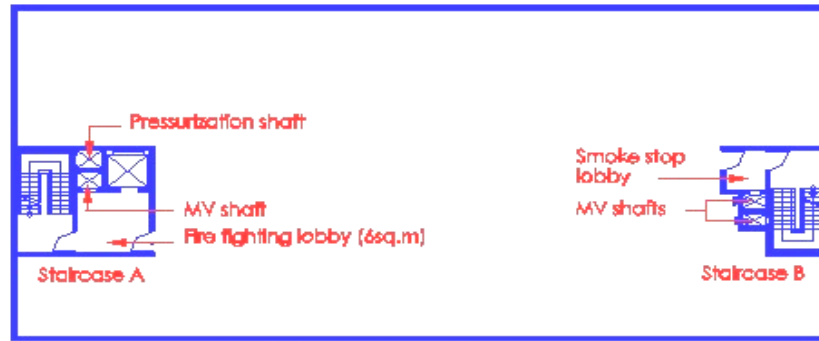 Pressurization shaft
MV shaft
Fire fighting lobby (6sq.m)
Staircase A
Smoke stop
lobby
MV shafts
Staircase B